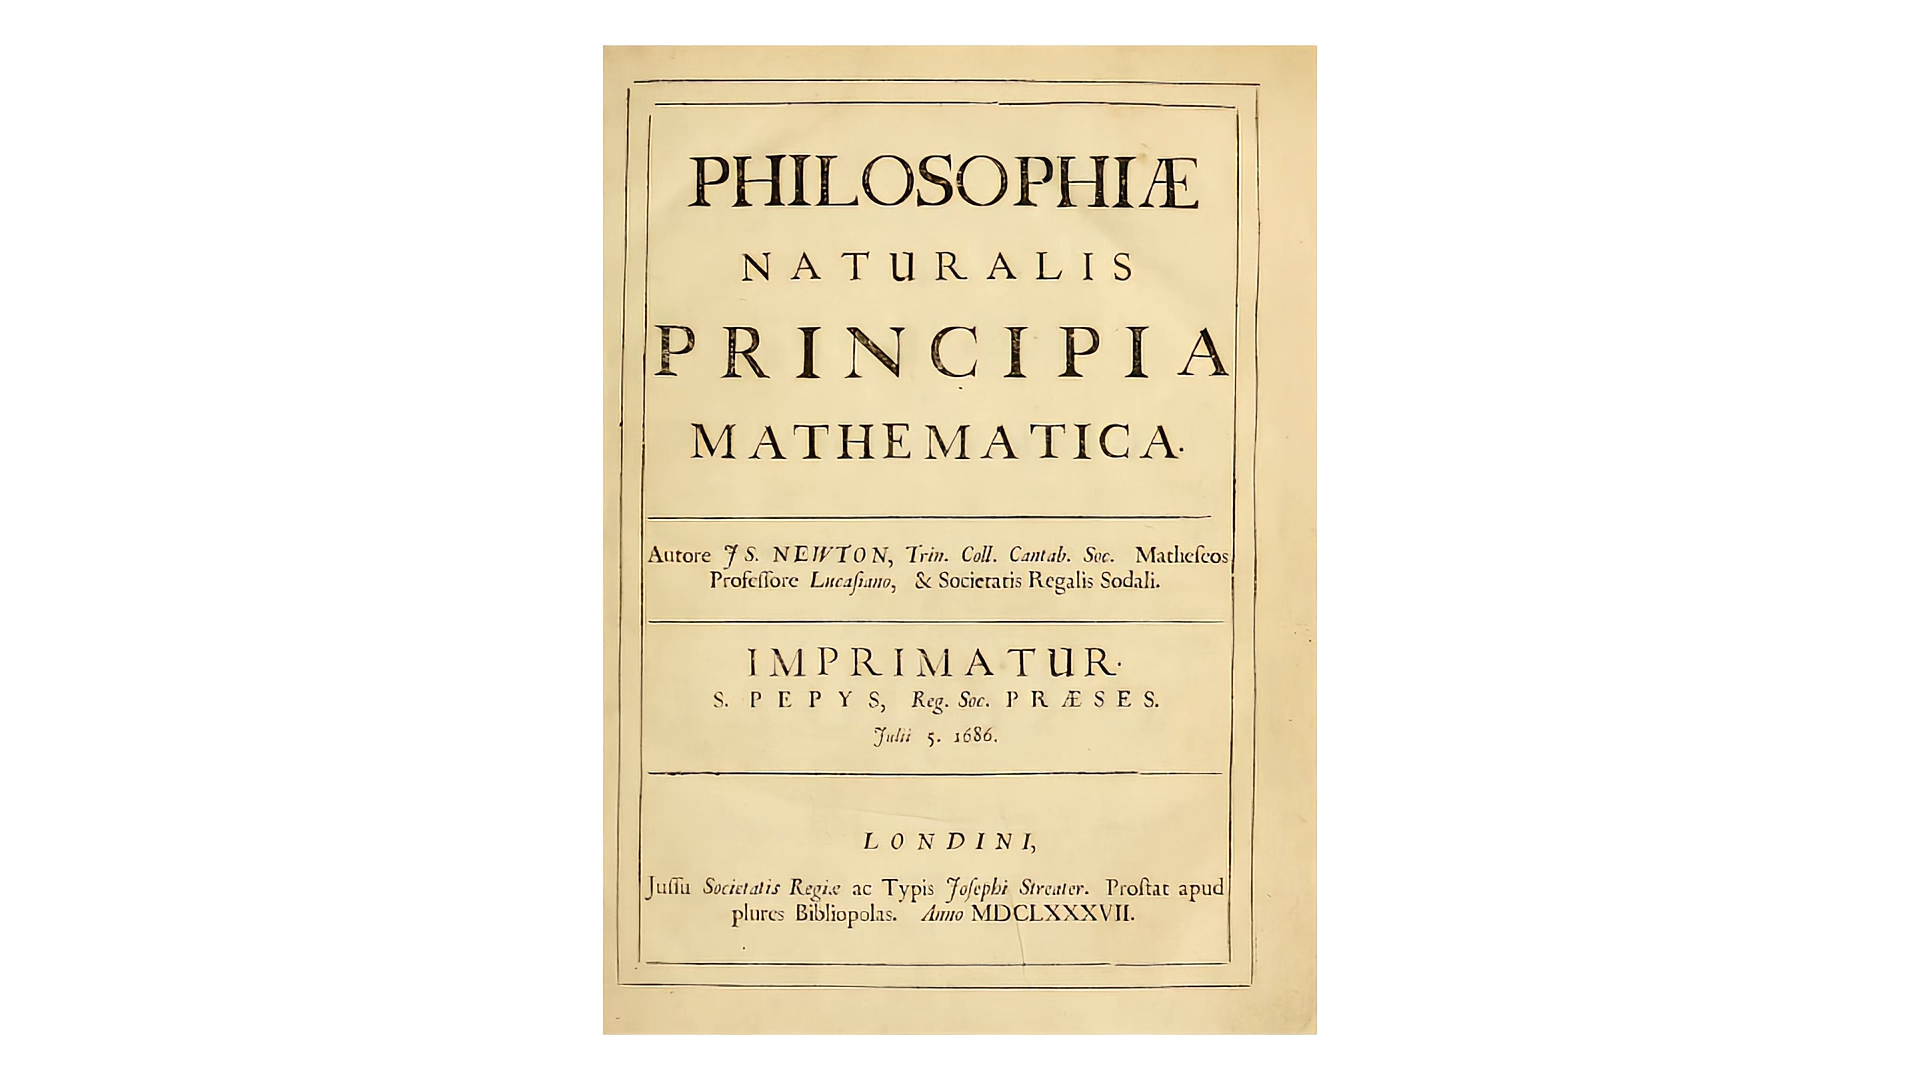 PHILOSOPHIÆ
NATURALIS
PRINCIPIA
MATHEMATICA.
Autore JS. NEWTON, Trin. Coll. Cantab. Soc. Matheſeos
Profeſſore Lucaſiano, & Societatis Regalis Sodali.
IMPRIMATUR.
S. PEPYS, Reg. Soc. PRÆSES.
Julii 5. 1686.
LONDINI,
Juſſu Societatis Regiæ ac Typis Joſephi Streater. Proſtat apud
plures Bibliopolas. Anno MDCLXXXVII.